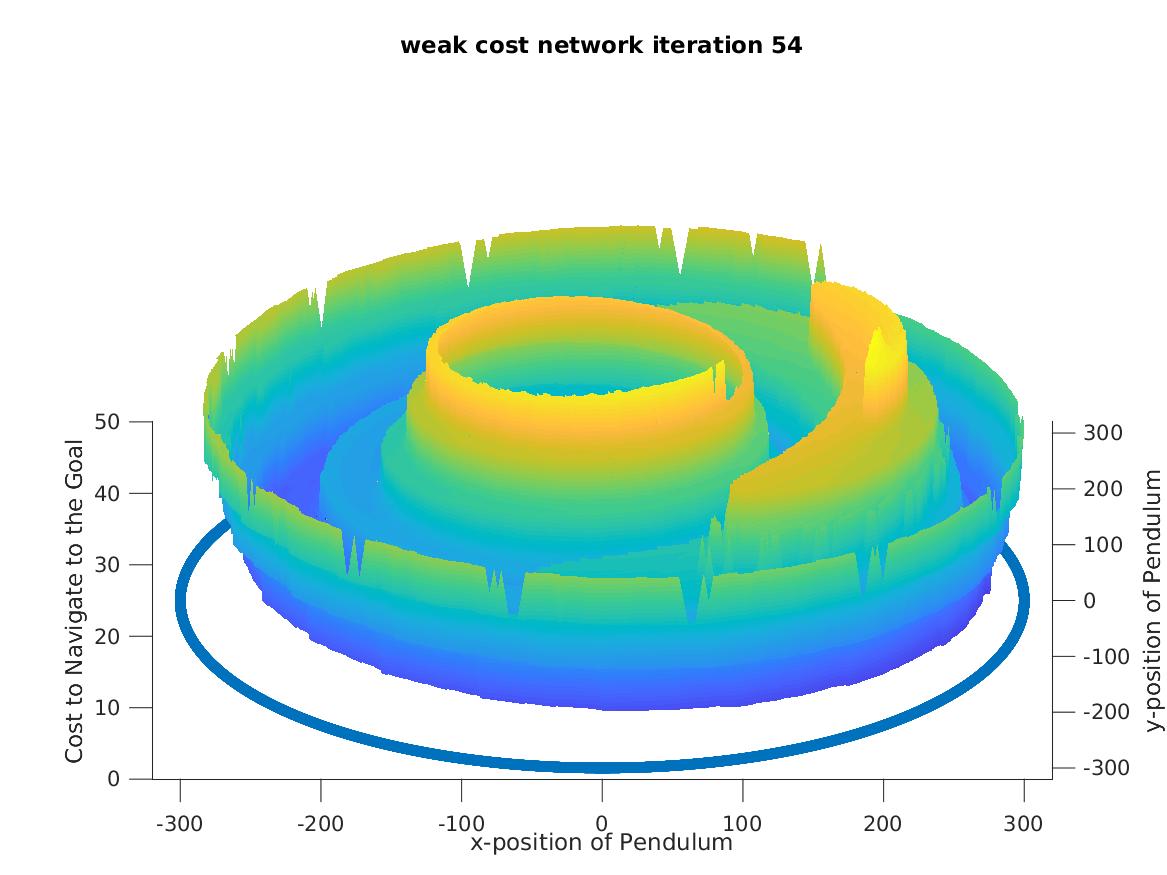 weak cost network iteration 54
Cost to Navigate to the Goal
50
40
30
20
10
0
-300 -200 -100 0 100 200 300
x-position of Pendulum
300
200
100
0
-100
-200
-300
y-position of Pendulum